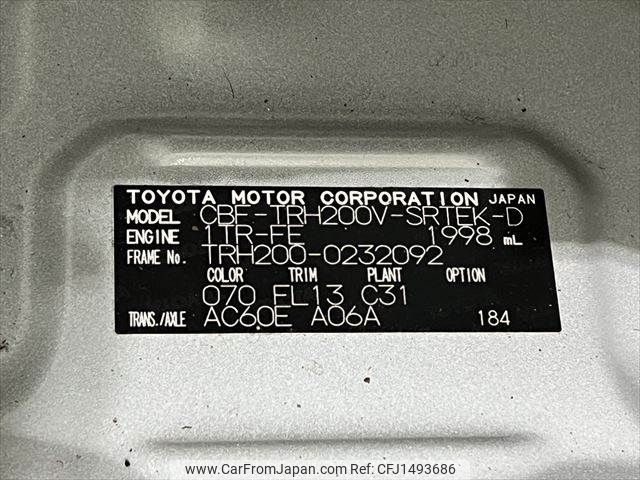 TOYOTA MOTOR CORPORATION JAPAN
MODEL CBF-TRH200V-SRTEK-D
ENGINE 1TR-FE 1998 mL
FRAME No. TRH200-0232092
COLOR TRIM PLANT OPTION
070 FL13 C31
TRANS./AXLE AC60E A06A 184
www.CarFromJapan.com CFJ1493686